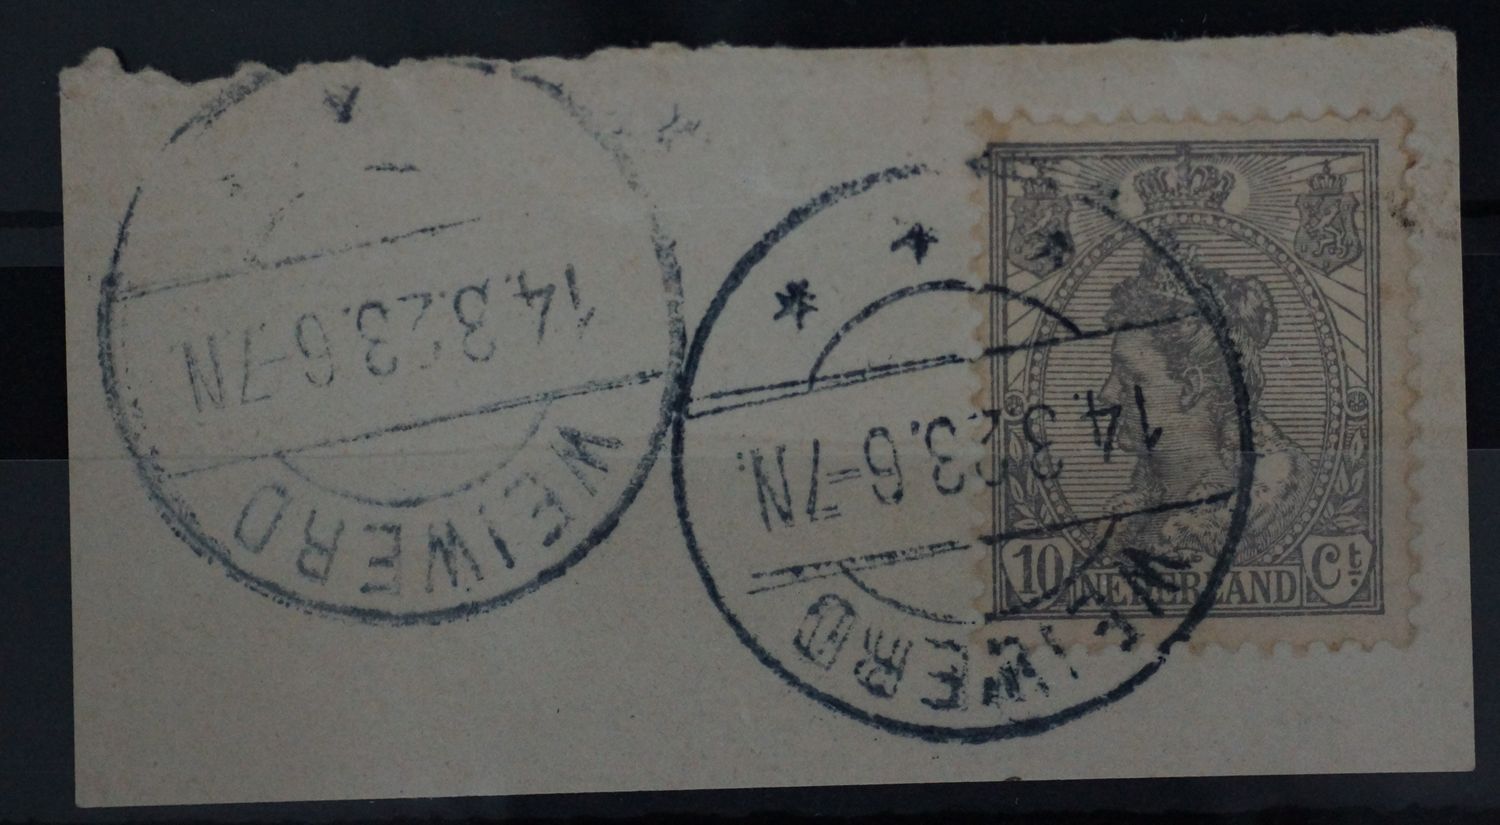 WEIWERD
14.3.23.6-7N.
WEIWERD
14.3.23.6-7N.
10 NEDERLAND Ct.